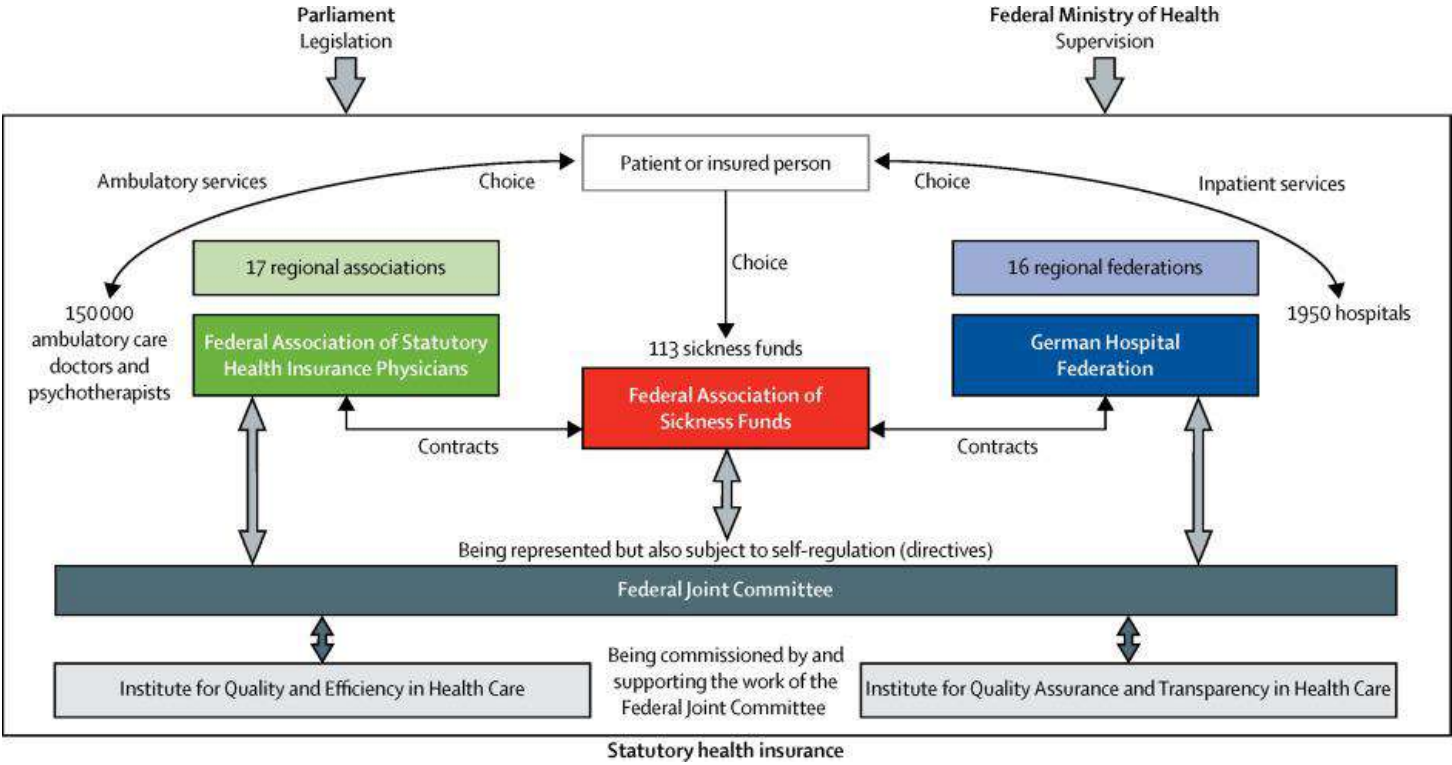 Parliament
Legislation
Federal Ministry of Health
Supervision
Patient or insured person
Ambulatory services
Choice
Choice
Inpatient services
17 regional associations
Choice
16 regional federations
150 000
ambulatory care
doctors and
psychotherapists
Federal Association of Statutory
Health Insurance Physicians
113 sickness funds
Federal Association of
Sickness Funds
German Hospital
Federation
1950 hospitals
Contracts
Contracts
Being represented but also subject to self-regulation (directives)
Federal Joint Committee
Institute for Quality and Efficiency in Health Care
Being commissioned by and
supporting the work of the
Federal Joint Committee
Institute for Quality Assurance and Transparency in Health Care
Statutory health insurance